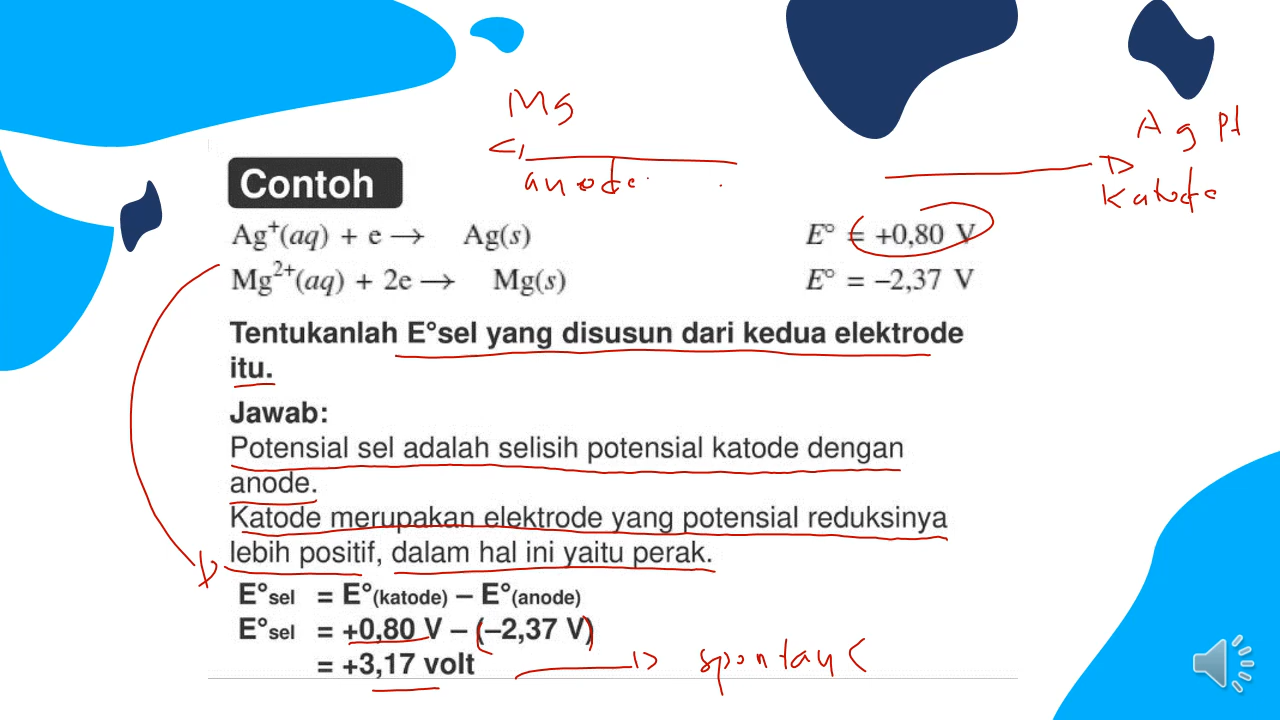 Mg
Ag Pt
anode
Katode
Contoh
Ag⁺(aq) + e → Ag(s) E° = +0,80 V
Mg²⁺(aq) + 2e → Mg(s) E° = –2,37 V
Tentukanlah E°sel yang disusun dari kedua elektrode
itu.
Jawab:
Potensial sel adalah selisih potensial katode dengan
anode.
Katode merupakan elektrode yang potensial reduksinya
lebih positif, dalam hal ini yaitu perak.
E°sel = E°(katode) – E°(anode)
E°sel = +0,80 V – (–2,37 V)
= +3,17 volt